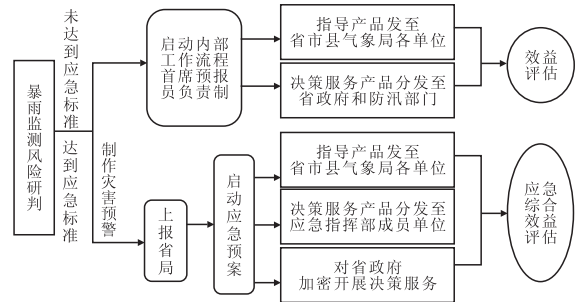 暴雨监测风险研判
未达到应急标准
达到应急标准
制作灾害预警
启动内部
工作流程
首席预报
员负责制
指导产品发至
省市县气象局各单位
决策服务产品分发至
省政府和防汛部门
效益
评估
上报省局
启动应急预案
指导产品发至
省市县气象局各单位
决策服务产品分发至
应急指挥部成员单位
对省政府
加密开展决策服务
应急
综合
效益
评估